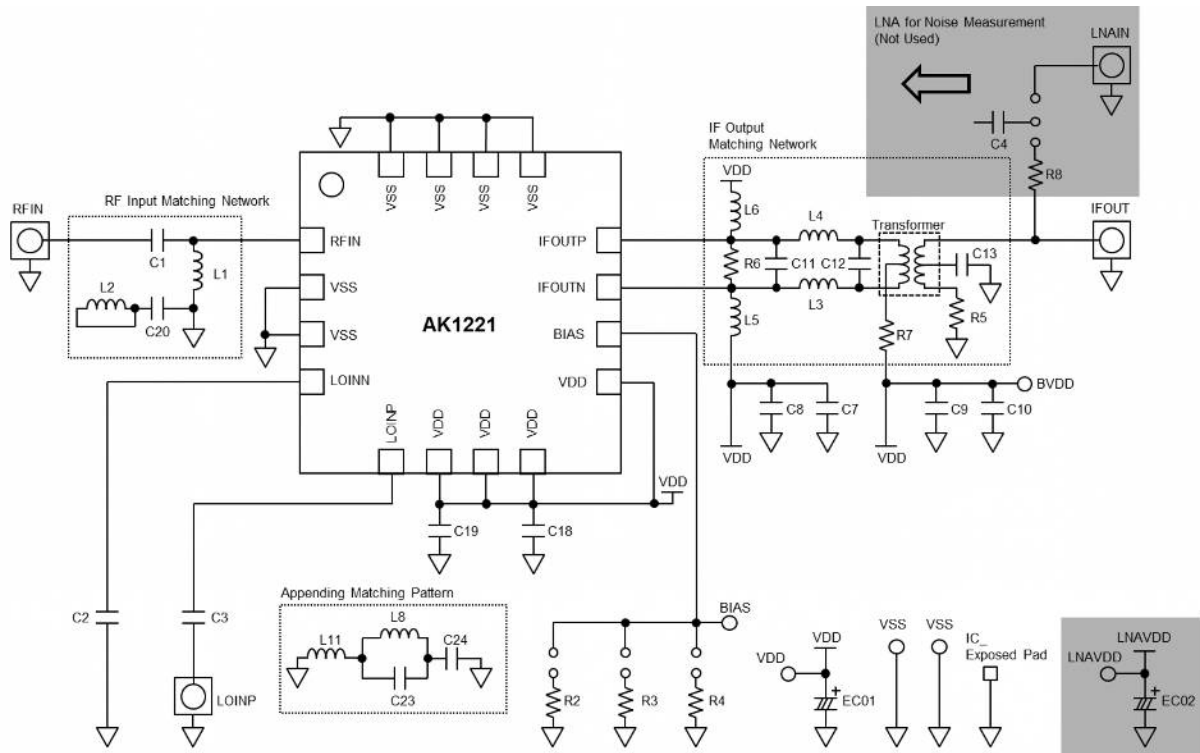 LNA for Noise Measurement
(Not Used)
LNAIN
C4
R8
IF Output
Matching Network
VDD
L6
L4
Transformer
IFOUT
R6
C11
C12
C13
L3
L5
R7
R5
C8
C7
C9
C10
BVDD
VDD
VDD
RFIN
RF Input Matching Network
C1
L1
L2
C20
VSS
VSS
VSS
VSS
RFIN
VSS
VSS
LOINN
AK1221
IFOUTP
IFOUTN
BIAS
VDD
LOINP
VDD
VDD
VDD
VDD
C19
C18
C2
C3
LOINP
Appending Matching Pattern
L8
L11
C24
C23
BIAS
R2
R3
R4
VDD
VDD
EC01
VSS
VSS
IC_
Exposed Pad
LNAVDD
LNAVDD
EC02